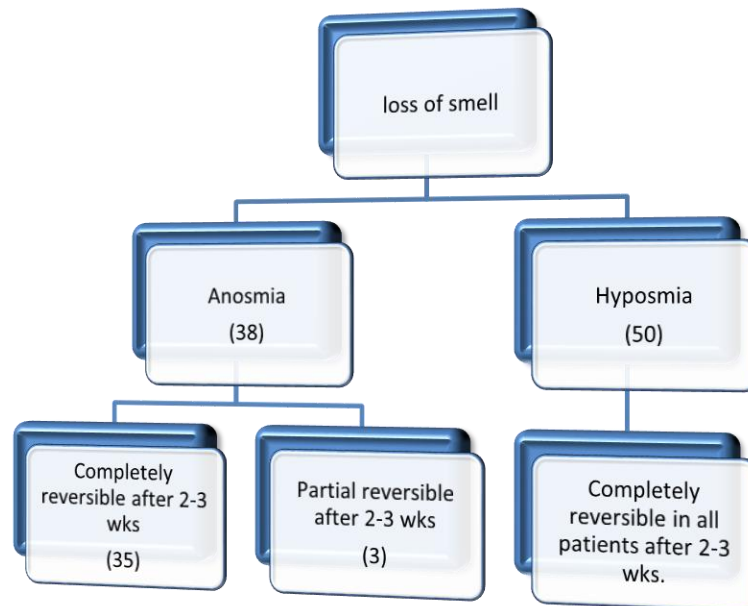 loss of smell
Anosmia
(38)
Hyposmia
(50)
Completely
reversible after 2-3
wks
(35)
Partial reversible
after 2-3 wks
(3)
Completely
reversible in all
patients after 2-3
wks.